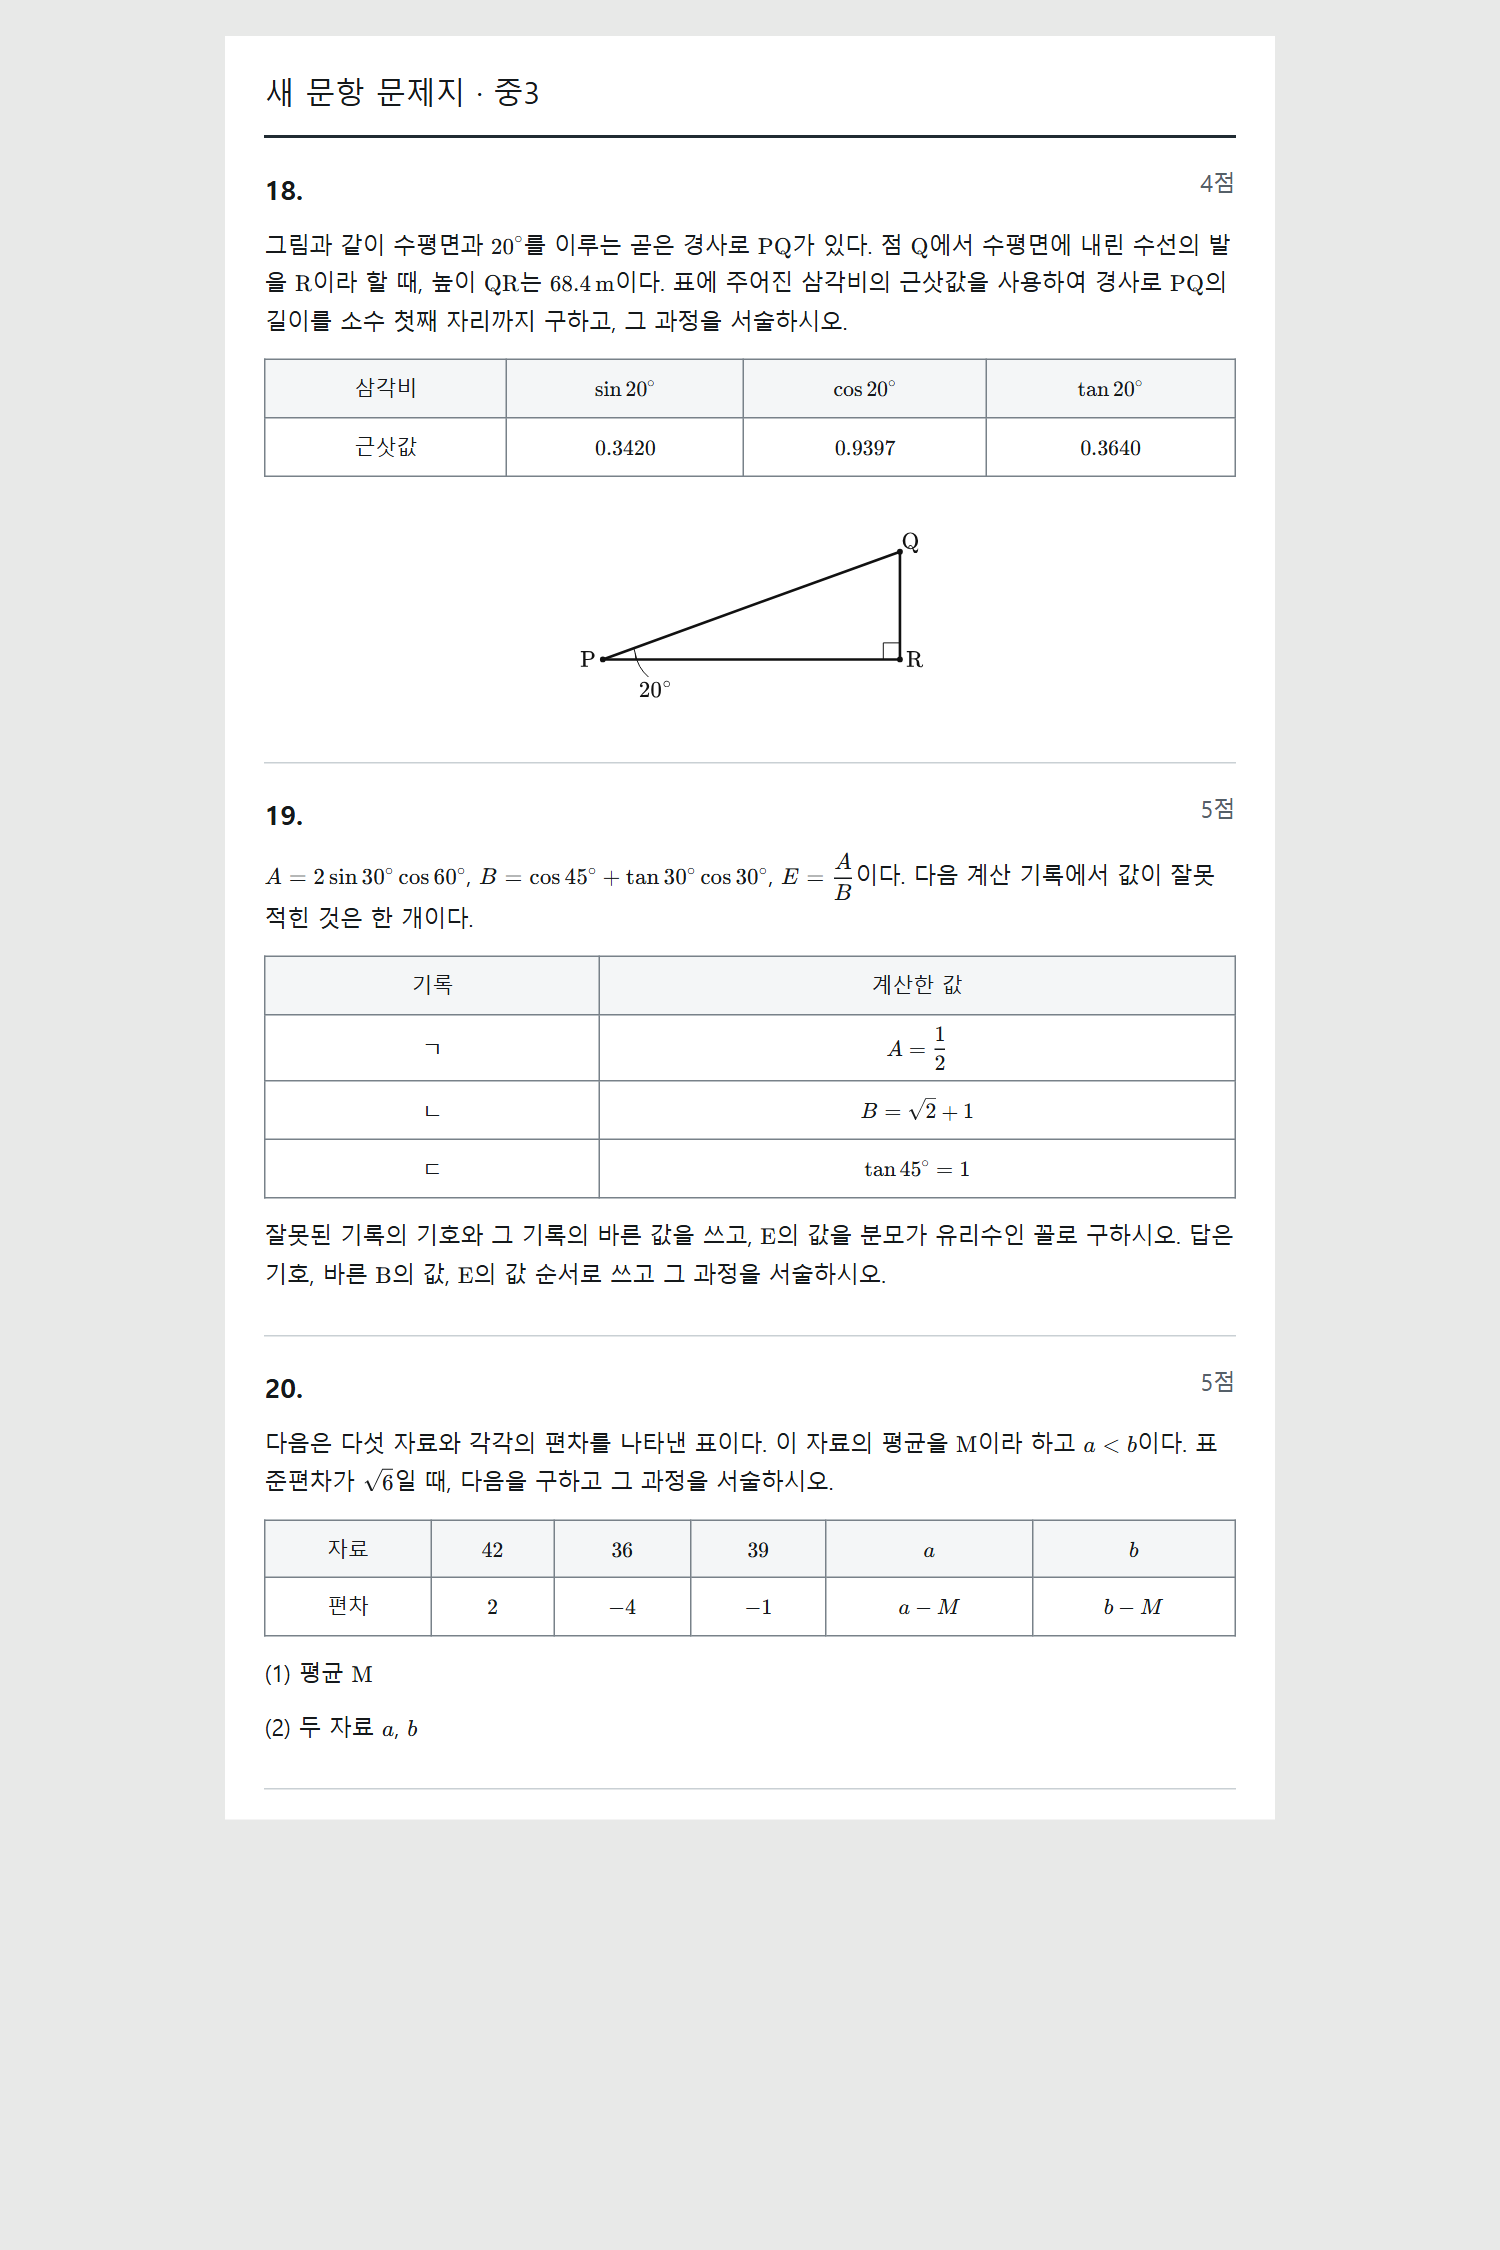 새 문항 문제지 · 중3
18.
4점
그림과 같이 수평면과 20°를 이루는 곧은 경사로 PQ가 있다. 점 Q에서 수평면에 내린 수선의 발
을 R이라 할 때, 높이 QR는 68.4 m이다. 표에 주어진 삼각비의 근삿값을 사용하여 경사로 PQ의
길이를 소수 첫째 자리까지 구하고, 그 과정을 서술하시오.
삼각비 sin 20° cos 20° tan 20°
근삿값 0.3420 0.9397 0.3640
Q
P
R
20°
19.
5점
A = 2 sin 30° cos 60°, B = cos 45° + tan 30° cos 30°, E = A/B이다. 다음 계산 기록에서 값이 잘못
적힌 것은 한 개이다.
기록 계산한 값
ㄱ A = 1/2
ㄴ B = √2 + 1
ㄷ tan 45° = 1
잘못된 기록의 기호와 그 기록의 바른 값을 쓰고, E의 값을 분모가 유리수인 꼴로 구하시오. 답은
기호, 바른 B의 값, E의 값 순서로 쓰고 그 과정을 서술하시오.
20.
5점
다음은 다섯 자료와 각각의 편차를 나타낸 표이다. 이 자료의 평균을 M이라 하고 a < b이다. 표
준편차가 √6일 때, 다음을 구하고 그 과정을 서술하시오.
자료 42 36 39 a b
편차 2 −4 −1 a − M b − M
(1) 평균 M
(2) 두 자료 a, b